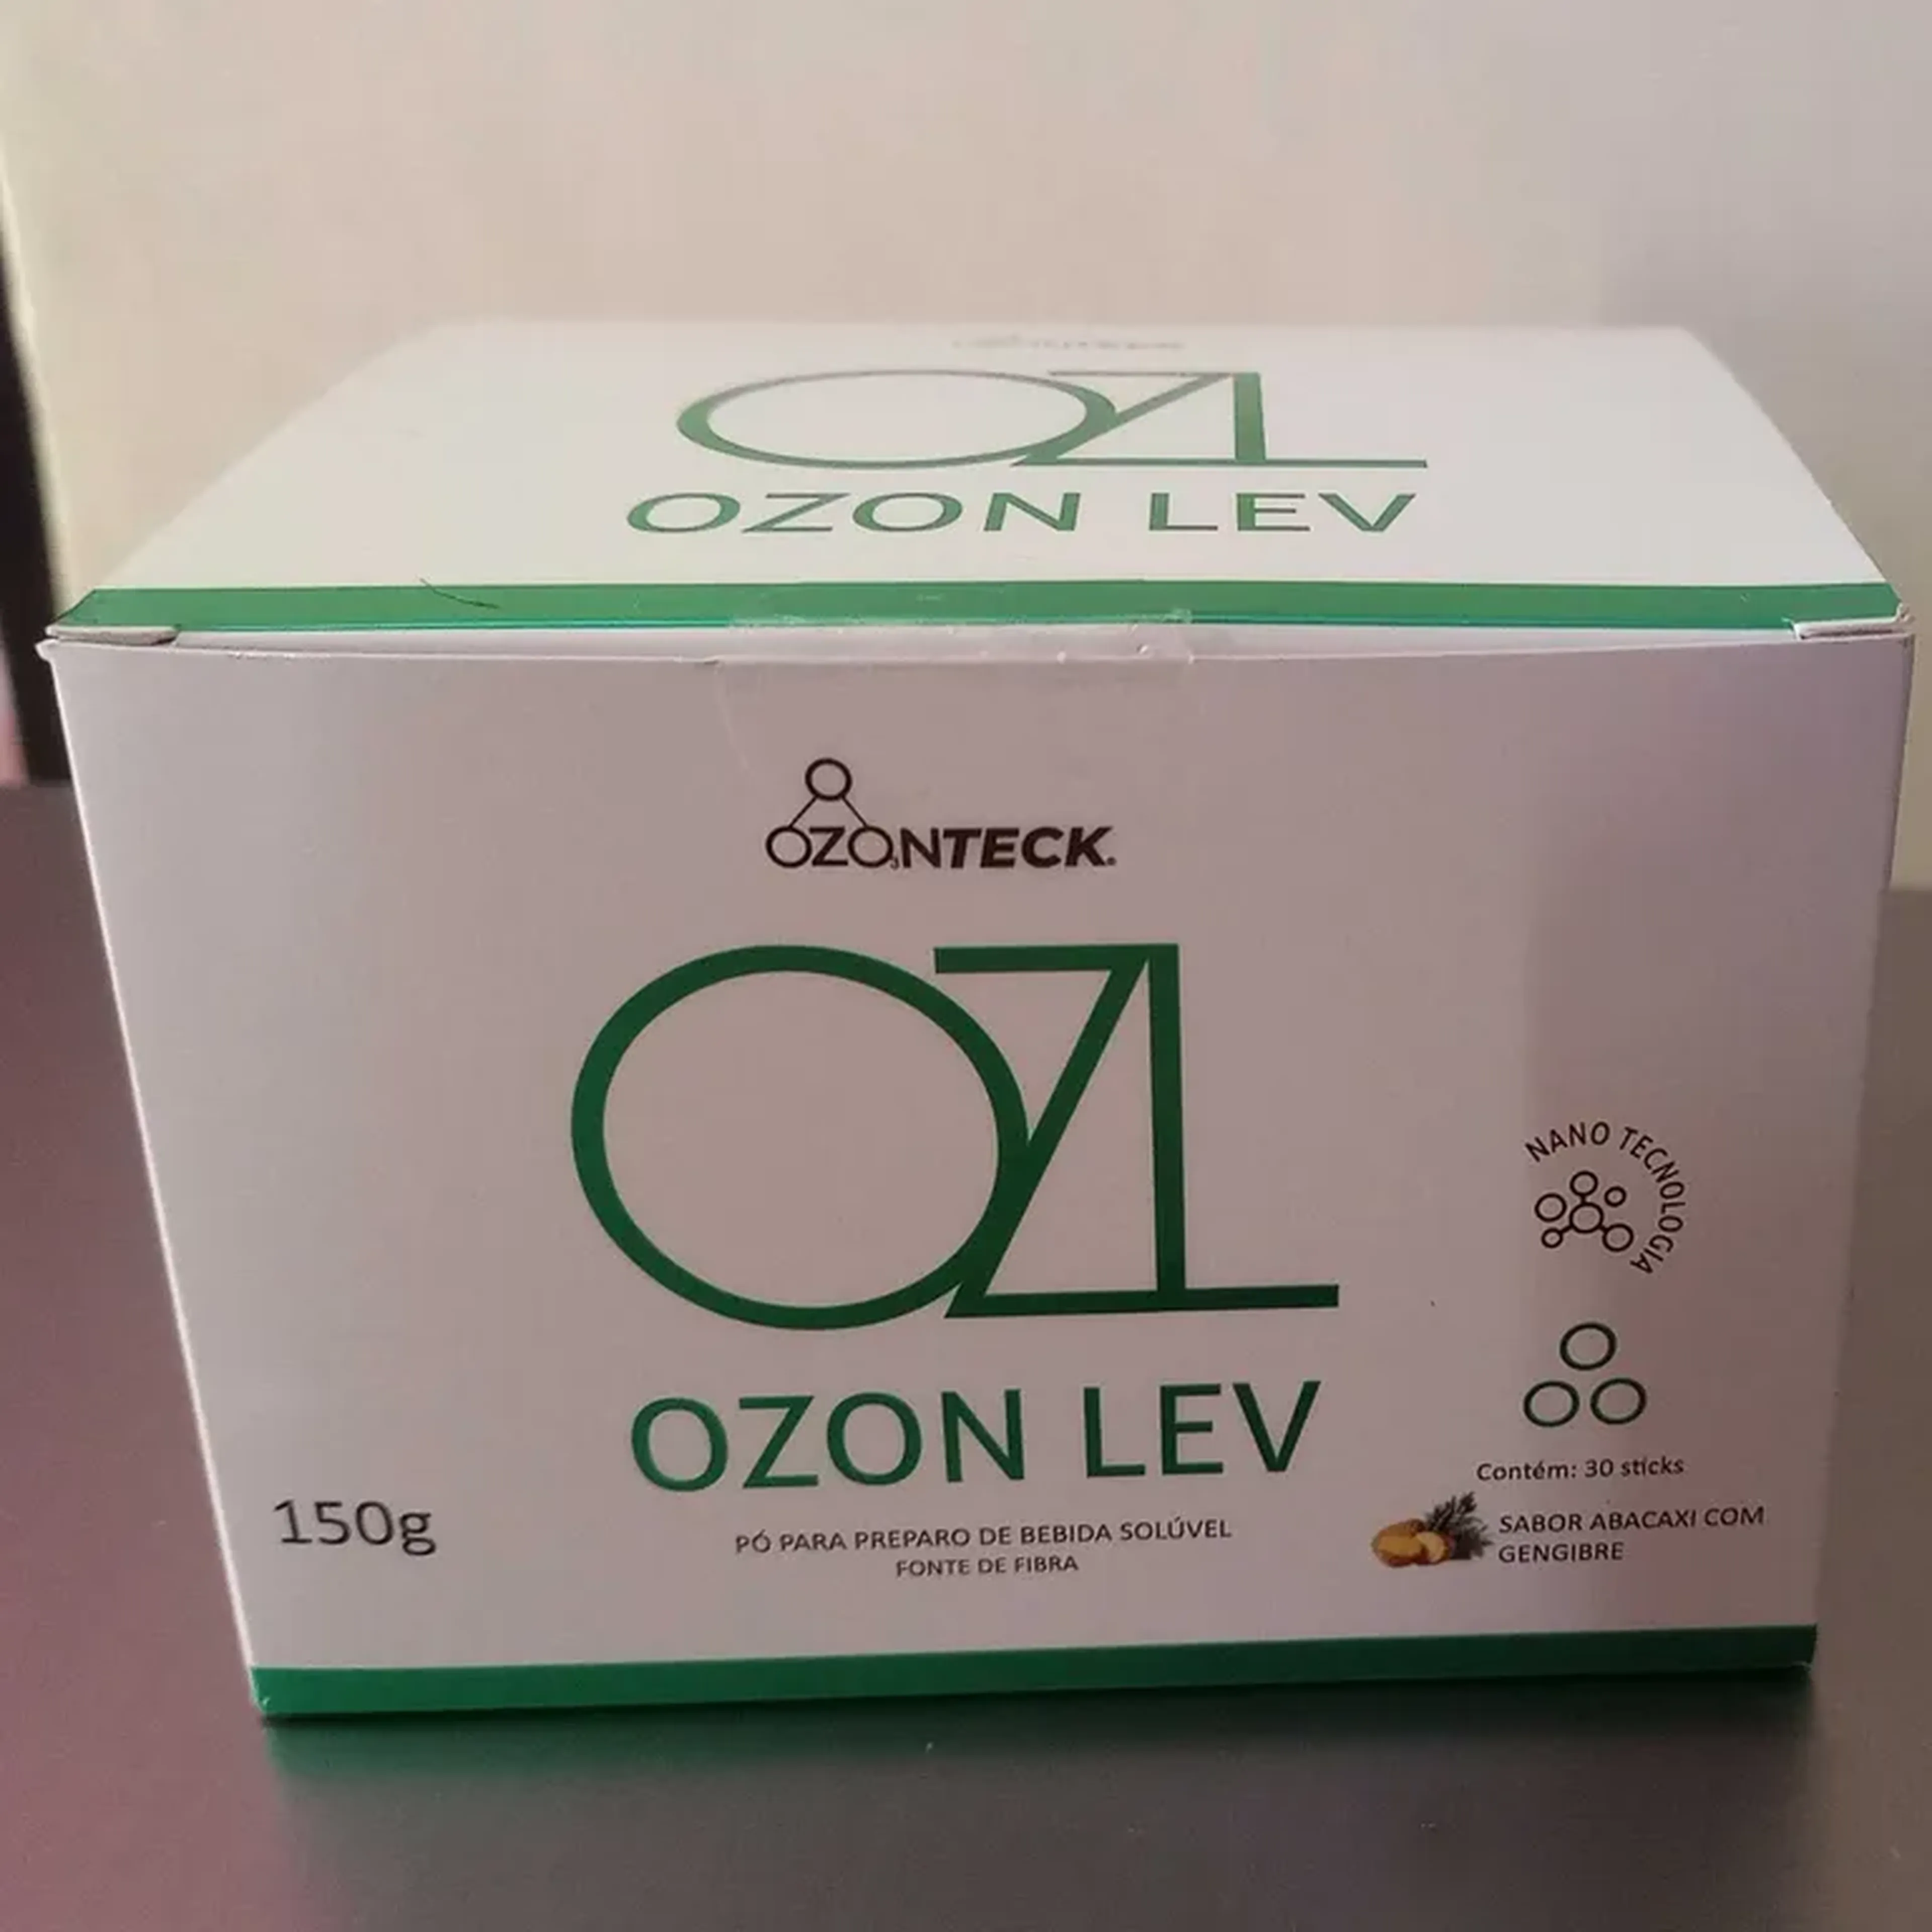 OZL
OZON LEV
OZONTECK
OZL
NANO TECNOLOGIA
OZON LEV
Contém: 30 sticks
150g
PÓ PARA PREPARO DE BEBIDA SOLÚVEL
FONTE DE FIBRA
SABOR ABACAXI COM
GENGIBRE